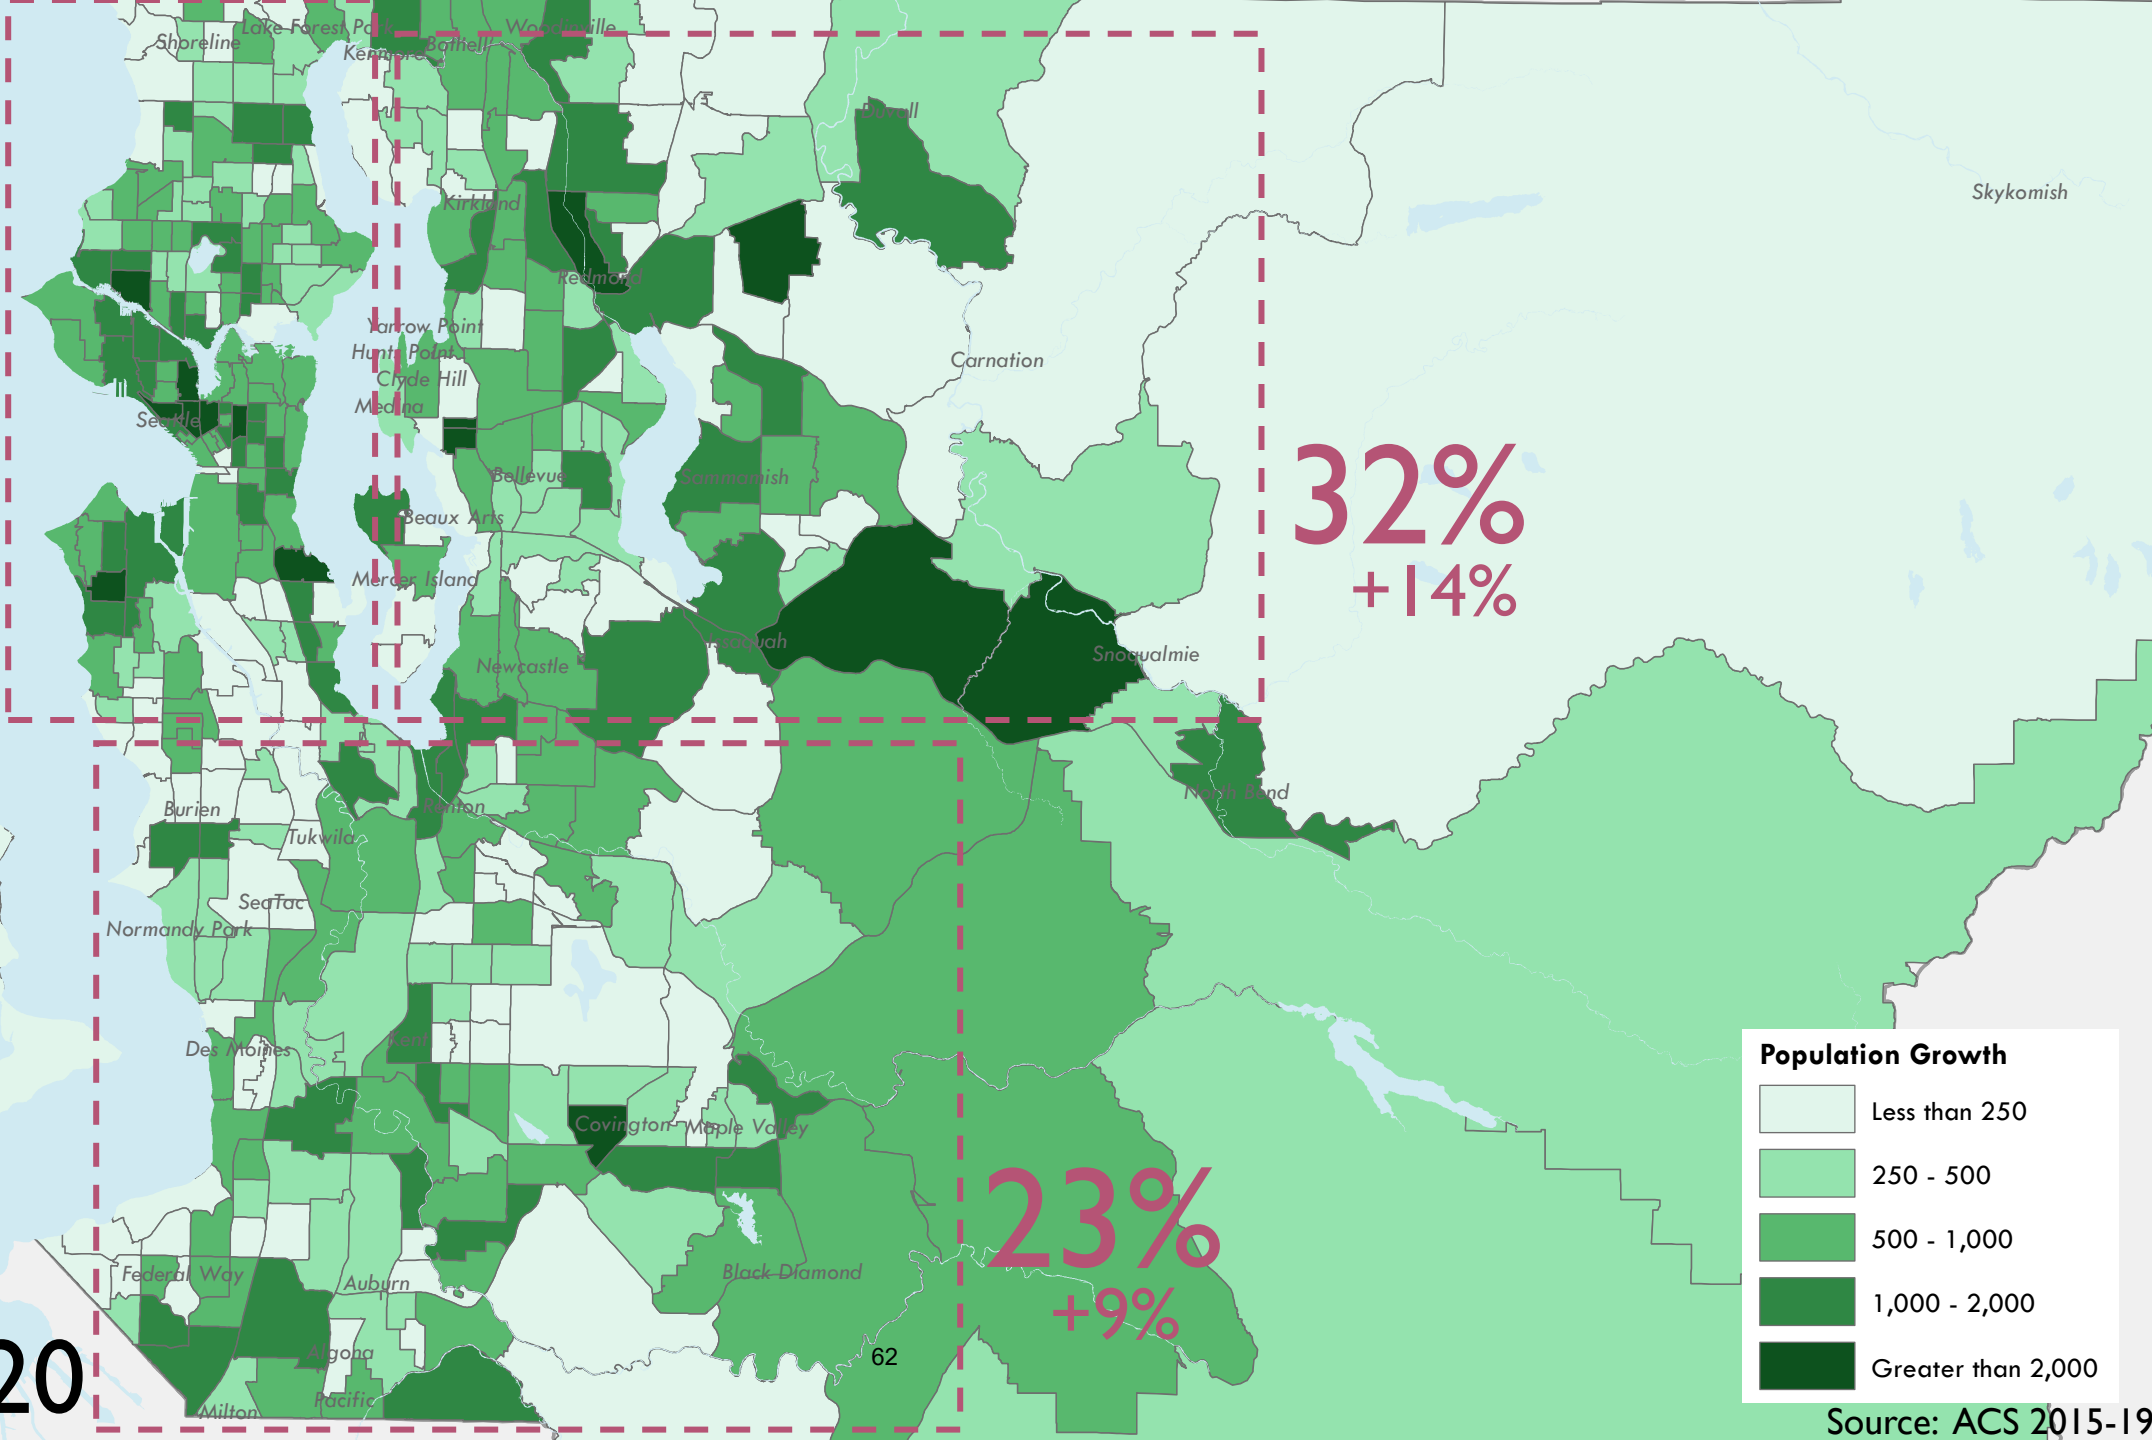 Lake Forest Park
Woodinville
Shoreline
Kenmore
Bothell
Duvall
Skykomish
Kirkland
Redmond
Yarrow Point
Hunts Point
Carnation
Clyde Hill
Medina
Seattle
Bellevue
Sammamish
32%
Beaux Arts
Mercer Island
+14%
Issaquah
Snoqualmie
Newcastle
North Bend
Burien
Renton
Tukwila
SeaTac
Normandy Park
Kent
Des Moines
Covington
Maple Valley
23%
Federal Way
Auburn
Black Diamond
+9%
Algona
62
20
Pacific
Milton
Population Growth
Less than 250
250 - 500
500 - 1,000
1,000 - 2,000
Greater than 2,000
Source: ACS 2015-19